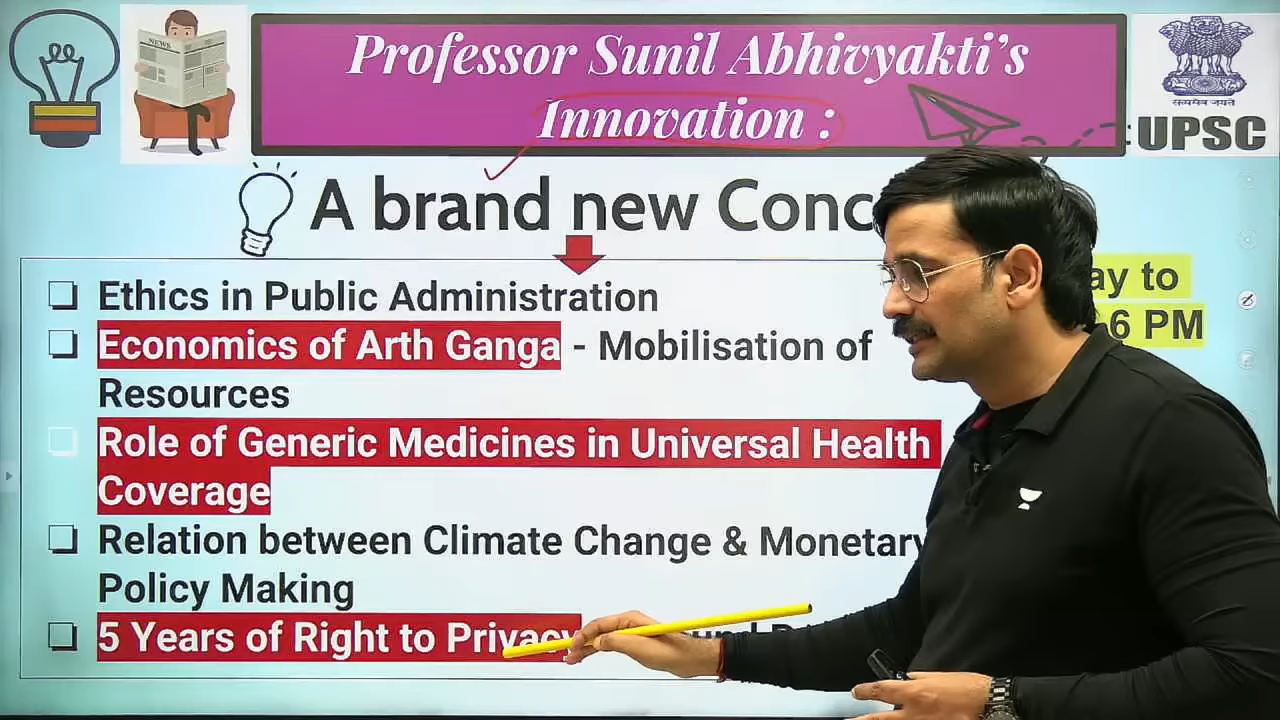 Professor Sunil Abhivyakti's
Innovation :
NEWS
सत्यमेव जयते
UPSC
A brand new Conc
ay to
6 PM
Ethics in Public Administration
Economics of Arth Ganga - Mobilisation of
Resources
Role of Generic Medicines in Universal Health
Coverage
Relation between Climate Change & Monetary
Policy Making
5 Years of Right to Privacy